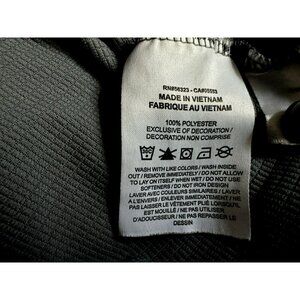 RN#56323 - CA#05553
MADE IN VIETNAM
FABRIQUE AU VIETNAM
100% POLYESTER
EXCLUSIVE OF DECORATION /
DECORATION NON COMPRISE
WASH WITH LIKE COLORS / WASH INSIDE
OUT / REMOVE IMMEDIATELY / DO NOT ALLOW
TO LAY ON ITSELF WHEN WET / DO NOT USE
SOFTENERS / DO NOT IRON DESIGN
LAVER AVEC COULEURS SIMILAIRES / LAVER
À L'ENVERS / ENLEVER IMMÉDIATEMENT / NE
PAS LAISSER LE VÊTEMENT REPLIÉ LORSQU'IL
EST MOUILLÉ / NE PAS UTILISER
D'ADOUCISSEUR / NE PAS REPASSER LE
DESSIN